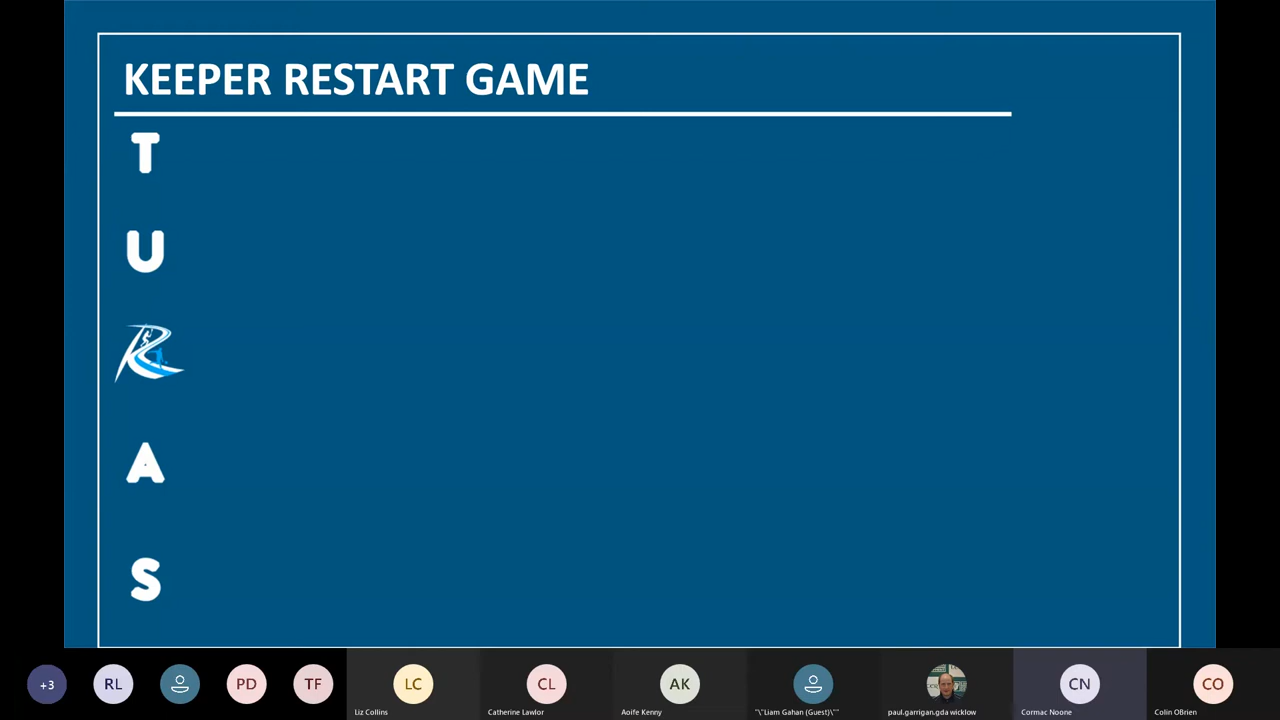 KEEPER RESTART GAME
T
U
R
A
S
+3
RL
PD
TF
LC
CL
AK
CN
CO
Liz Collins
Catherine Lawlor
Aoife Kenny
"\"Liam Gahan (Guest)\""
paul.garrigan.gda wicklow
Cormac Noone
Colin OBrien